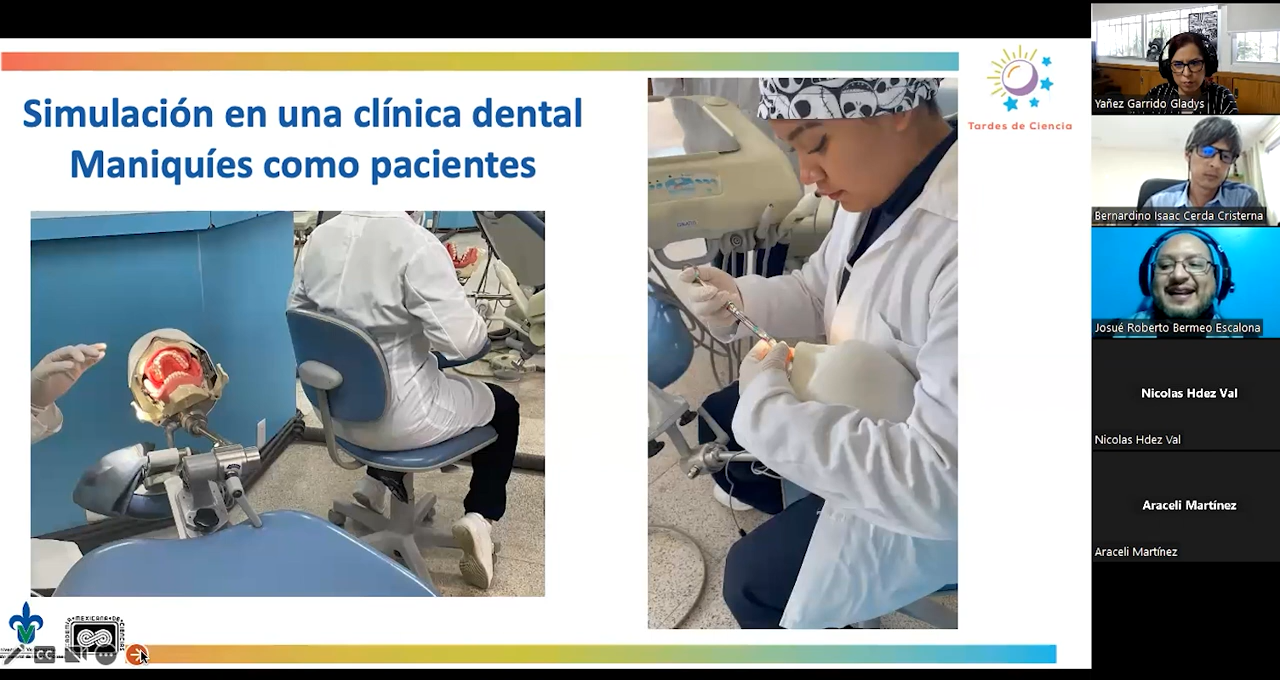 Simulación en una clínica dental
Maniquíes como pacientes
Tardes de Ciencia
Yañez Garrido Gladys
Bernardino Isaac Cerda Cristerna
Josué Roberto Bermeo Escalona
Nicolas Hdez Val
Nicolas Hdez Val
Araceli Martínez
Araceli Martínez
CC